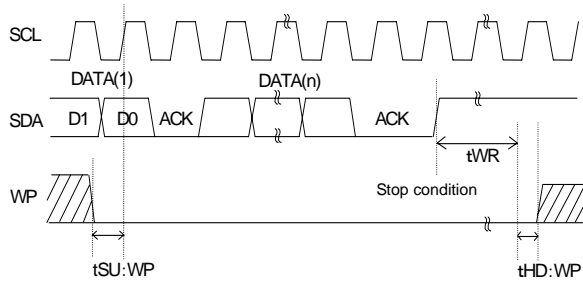 SCL
DATA(1)
DATA(n)
SDA
D1
D0
ACK
ACK
tWR
Stop condition
WP
tSU:WP
tHD:WP